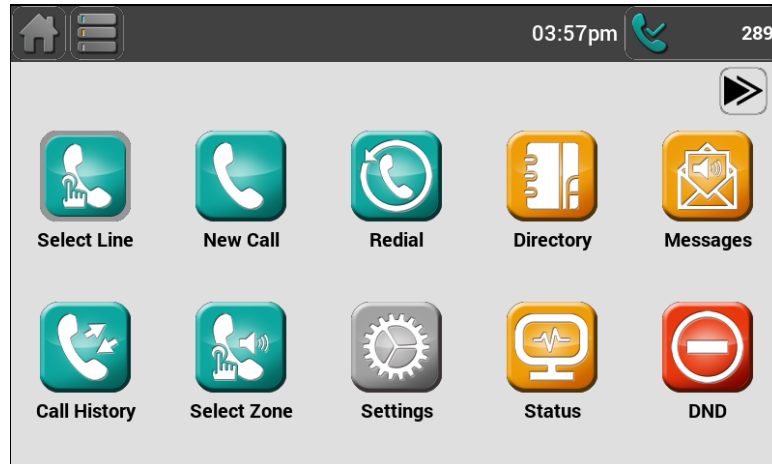 03:57pm 289
Select Line New Call Redial Directory Messages
Call History Select Zone Settings Status DND